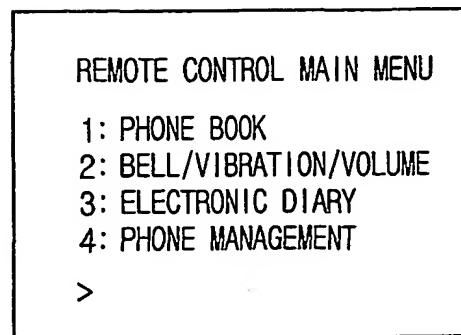 REMOTE CONTROL MAIN MENU
1: PHONE BOOK
2: BELL/VIBRATION/VOLUME
3: ELECTRONIC DIARY
4: PHONE MANAGEMENT
>